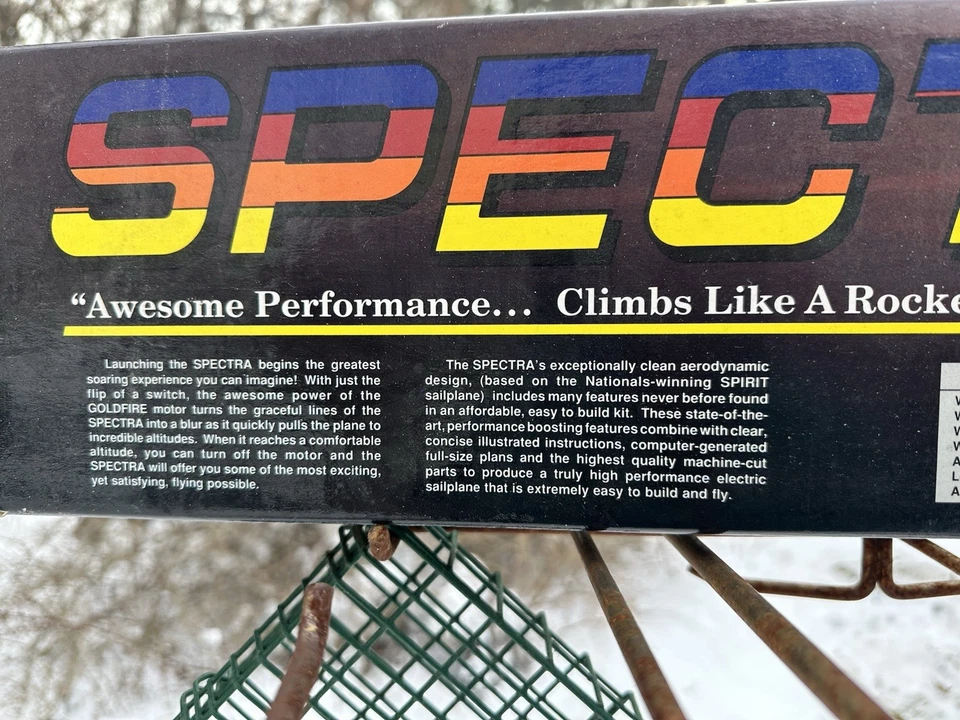 SPECT
“Awesome Performance... Climbs Like A Rocke
Launching the SPECTRA begins the greatest
soaring experience you can imagine! With just the
flip of a switch, the awesome power of the
GOLDFIRE motor turns the graceful lines of the
SPECTRA into a blur as it quickly pulls the plane to
incredible altitudes. When it reaches a comfortable
altitude, you can turn off the motor and the
SPECTRA will offer you some of the most exciting,
yet satisfying, flying possible.
The SPECTRA's exceptionally clean aerodynamic
design, (based on the Nationals-winning SPIRIT
sailplane) includes many features never before found
in an affordable, easy to build kit. These state-of-the-
art, performance boosting features combine with clear,
concise illustrated instructions, computer-generated
full-size plans and the highest quality machine-cut
parts to produce a truly high performance electric
sailplane that is extremely easy to build and fly.
W
W
W
W
A
L
A